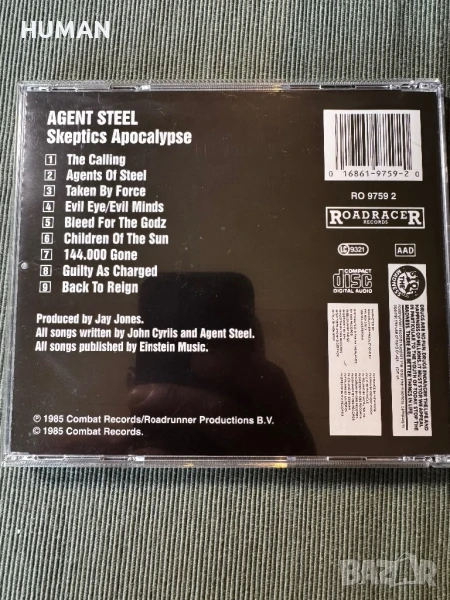 HUMAN
AGENT STEEL
Skeptics Apocalypse
1 The Calling
2 Agents Of Steel
3 Taken By Force
4 Evil Eye/Evil Minds
5 Bleed For The Godz
6 Children Of The Sun
7 144.000 Gone
8 Guilty As Charged
9 Back To Reign
Produced by Jay Jones.
All songs written by John Cyriis and Agent Steel.
All songs published by Einstein Music.
℗ 1985 Combat Records/Roadrunner Productions B.V.
© 1985 Combat Records.
0 16861-9759-2 0
RO 9759 2
ROADRACER
RECORDS
LC 9321
AAD
COMPACT
disc
DIGITAL AUDIO
BAZAR